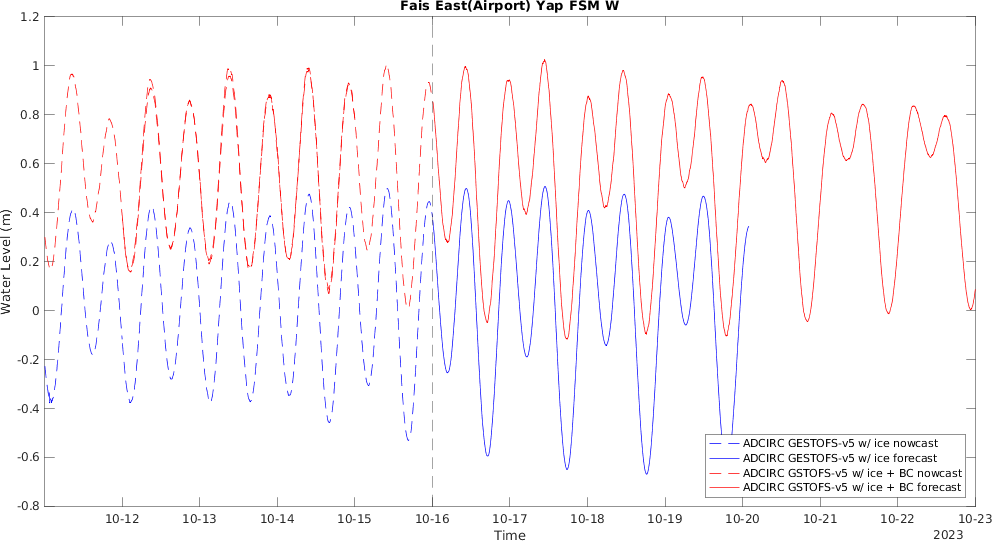 Fais East(Airport) Yap FSM W
1.2
1
0.8
0.6
0.4
0.2
0
-0.2
-0.4
-0.6
-0.8
Water Level (m)
ADCIRC GESTOFS-v5 w/ ice nowcast
ADCIRC GESTOFS-v5 w/ ice forecast
ADCIRC GSTOFS-v5 w/ ice + BC nowcast
ADCIRC GSTOFS-v5 w/ ice + BC forecast
10-12 10-13 10-14 10-15 10-16 10-17 10-18 10-19 10-20 10-21 10-22 10-23
Time
2023